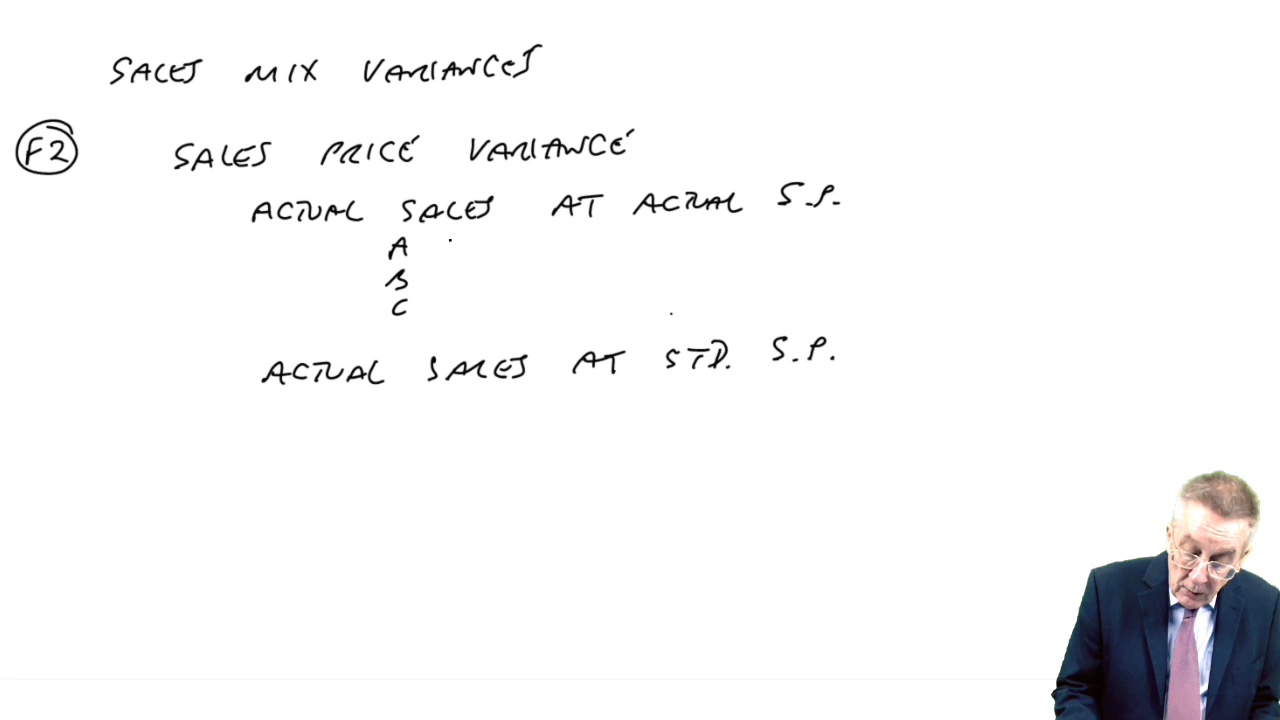 SALES MIX VARIANCES
F2 SALES PRICE VARIANCE
ACTUAL SALES AT ACTUAL S.P.
A
B
C
ACTUAL SALES AT STD. S.P.